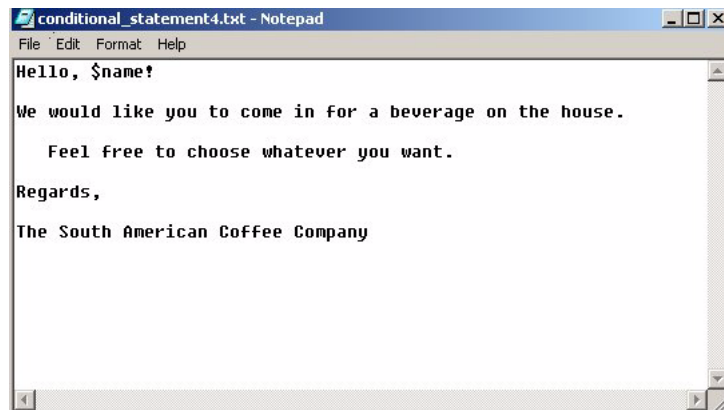 conditional_statement4.txt - Notepad
File Edit Format Help
Hello, $name!
We would like you to come in for a beverage on the house.
Feel free to choose whatever you want.
Regards,
The South American Coffee Company